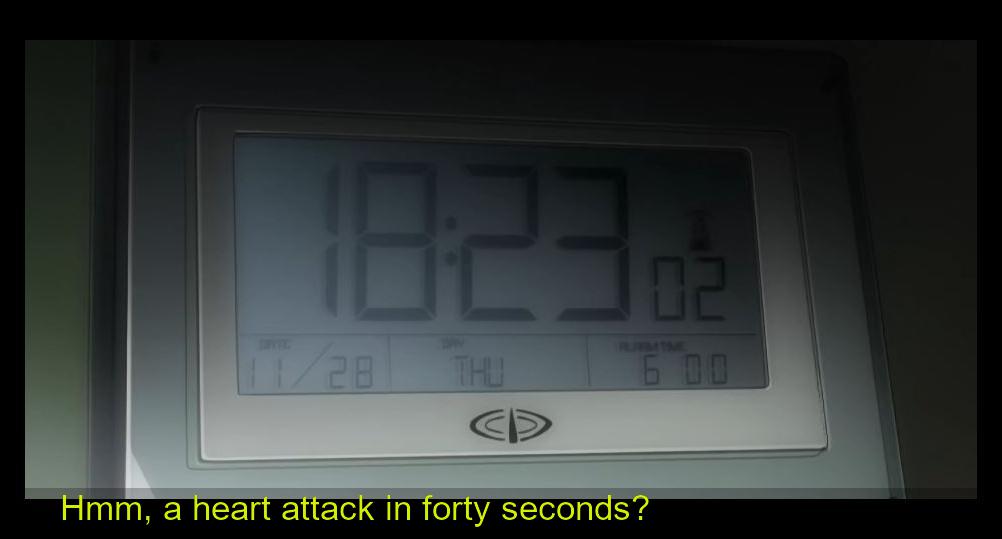 18:23 02
DATE DAY ALARM TIME
11/28 THU 6 00
Hmm, a heart attack in forty seconds?